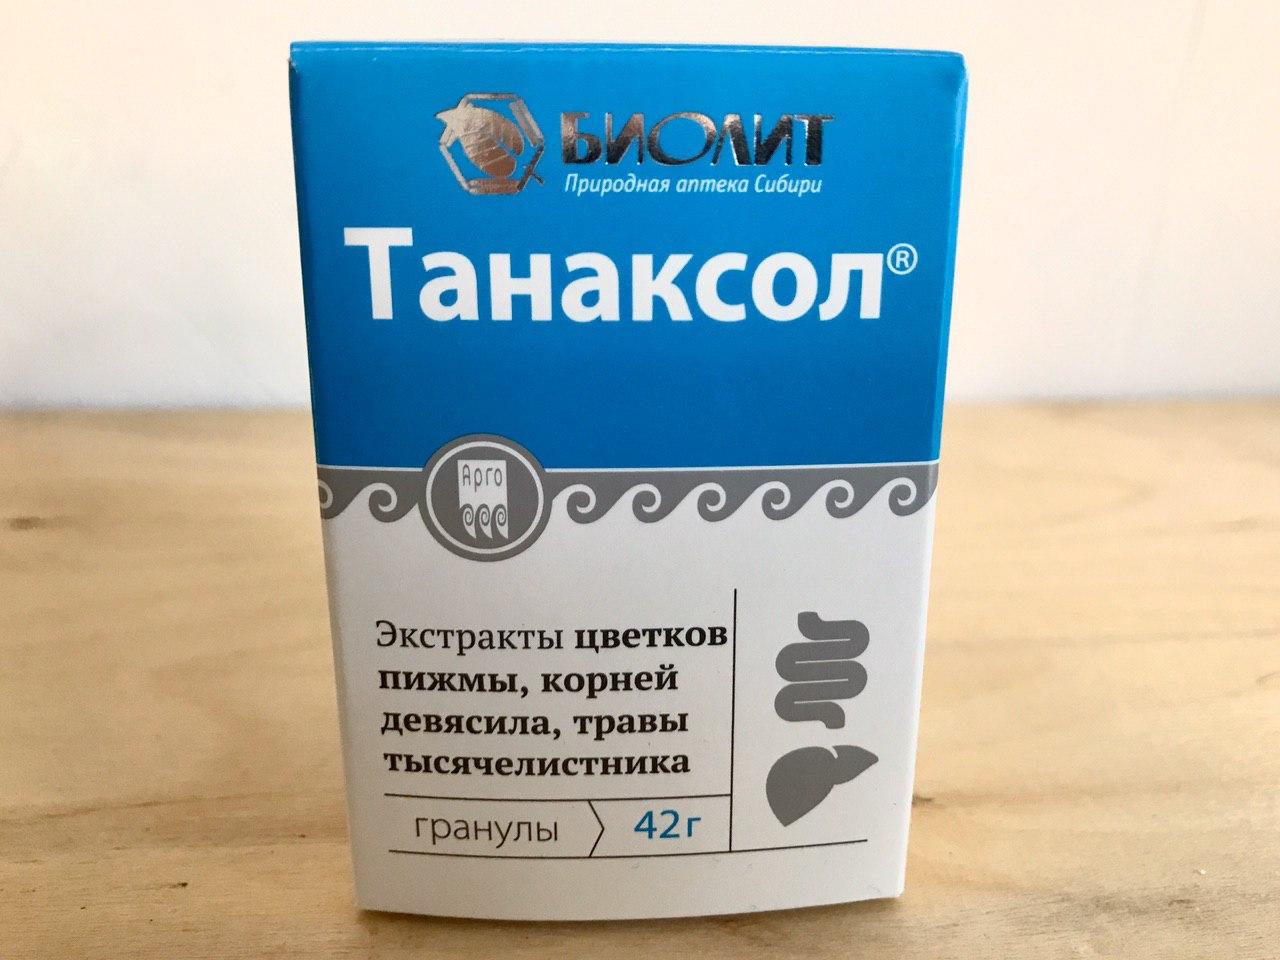 БИОЛИТ
Природная аптека Сибири
Танаксол®
Арго
Экстракты цветков
пижмы, корней
девясила, травы
тысячелистника
гранулы 42г